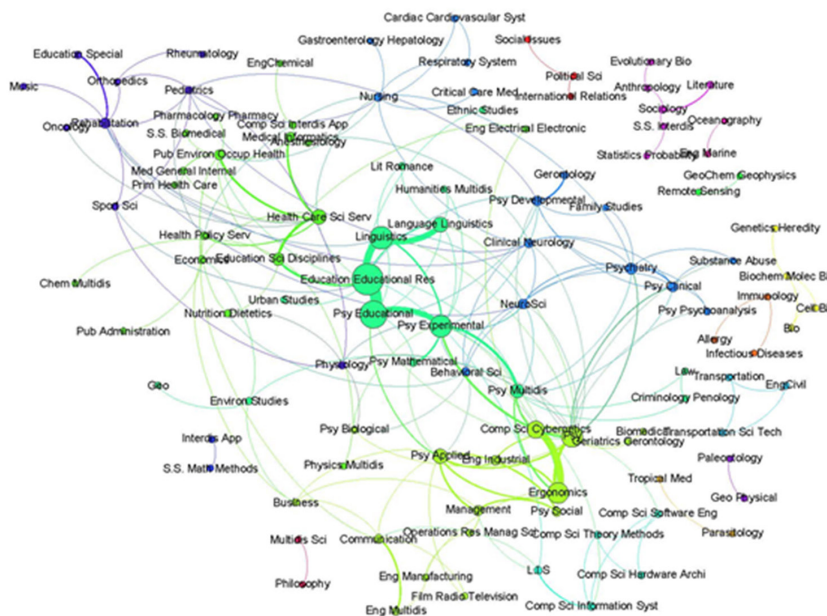 Cardiac Cardiovascular Syst
Social Issues
Gastroenterology Hepatology
Education Special
Rheumatology
EngChemical
Respiratory System
Evolutionary Bio
Political Sci
Music
Orthopedics
Pediatrics
Nursing
Critical Care Med
International Relations
Anthropology
Literature
Sociology
Ethnic Studies
Oceanography
Oncology
Rehabilitation
Pharmacology Pharmacy
Comp Sci Interdis App
S.S. Biomedical
Medical Informatics
Anesthesiology
Eng Electrical Electronic
S.S. Interdis
Pub Environ Occup Health
Statistics Probability
Eng Marine
Med General Internal
Lit Romance
Gerontology
GeoChem Geophysics
Prim Health Care
Humanities Multidis
Remote Sensing
Sport Sci
Psy Developmental
Family Studies
Health Care Sci Serv
Language Linguistics
Genetics Heredity
Health Policy Serv
Linguistics
Clinical Neurology
Economics
Education Sci Disciplines
Substance Abuse
Psychiatry
Chem Multidis
Education Educational Res
Biochem Molec Bi
Psy Clinical
Urban Studies
NeuroSci
Immunology
Nutrition Dietetics
Psy Educational
Psy Psychoanalysis
Cell Bi
Pub Administration
Psy Experimental
Bio
Allergy
Infectious Diseases
Physiology
Psy Mathematical
Behavioral Sci
Law
Transportation
Geo
Psy Multidis
EngCivil
Environ Studies
Criminology Penology
Psy Biological
Comp Sci Cybernetics
Psy
Biomedical
Transportation Sci Tech
Interdis App
Geriatrics Gerontology
S.S. Math Methods
Physics Multidis
Psy Applied
Eng Industrial
Paleontology
Tropical Med
Ergonomics
Geo Physical
Business
Management
Psy Social
Comp Sci Software Eng
Multidis Sci
Communication
Operations Res Manag Sci
Comp Sci Theory Methods
Parasitology
Philosophy
Eng Manufacturing
Comp Sci Hardware Archi
Film Radio Television
Eng Multidis
Comp Sci Information Syst